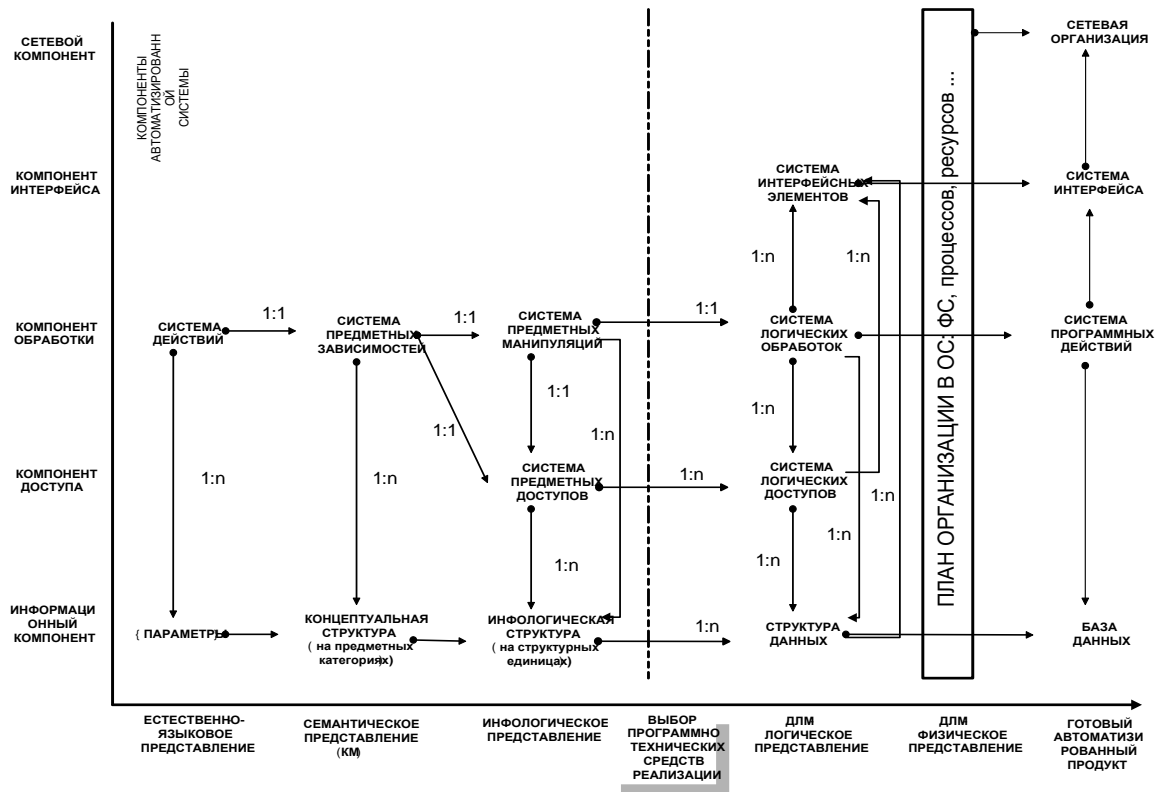 СЕТЕВОЙ
КОМПОНЕНТ
КОМПОНЕНТЫ
АВТОМАТИЗИРОВАНН
ОЙ
СИСТЕМЫ
СЕТЕВАЯ
ОРГАНИЗАЦИЯ
КОМПОНЕНТ
ИНТЕРФЕЙСА
СИСТЕМА
ИНТЕРФЕЙСНЫХ
ЭЛЕМЕНТОВ
СИСТЕМА
ИНТЕРФЕЙСА
1:n
1:n
КОМПОНЕНТ
ОБРАБОТКИ
СИСТЕМА
ДЕЙСТВИЙ
1:1
СИСТЕМА
ПРЕДМЕТНЫХ
ЗАВИСИМОСТЕЙ
1:1
СИСТЕМА
ПРЕДМЕТНЫХ
МАНИПУЛЯЦИЙ
1:1
СИСТЕМА
ЛОГИЧЕСКИХ
ОБРАБОТОК
СИСТЕМА
ПРОГРАММНЫХ
ДЕЙСТВИЙ
ПЛАН ОРГАНИЗАЦИИ В ОС: ФС, процессов, ресурсов ...
1:1
1:1
1:n
1:n
КОМПОНЕНТ
ДОСТУПА
1:n
1:n
СИСТЕМА
ПРЕДМЕТНЫХ
ДОСТУПОВ
1:n
СИСТЕМА
ЛОГИЧЕСКИХ
ДОСТУПОВ
1:n
1:n
1:n
1:n
ИНФОРМАЦИ
ОННЫЙ
КОМПОНЕНТ
{ ПАРАМЕТРЫ}
КОНЦЕПТУАЛЬНАЯ
СТРУКТУРА
( на предметных
категориях)
ИНФОЛОГИЧЕСКАЯ
СТРУКТУРА
( на структурных
единицах)
1:n
СТРУКТУРА
ДАННЫХ
БАЗА
ДАННЫХ
ЕСТЕСТВЕННО-
ЯЗЫКОВОЕ
ПРЕДСТАВЛЕНИЕ
СЕМАНТИЧЕСКОЕ
ПРЕДСТАВЛЕНИЕ
(КМ)
ИНФОЛОГИЧЕСКОЕ
ПРЕДСТАВЛЕНИЕ
ВЫБОР
ПРОГРАММНО
ТЕХНИЧЕСКИХ
СРЕДСТВ
РЕАЛИЗАЦИИ
ДЛМ
ЛОГИЧЕСКОЕ
ПРЕДСТАВЛЕНИЕ
ДЛМ
ФИЗИЧЕСКОЕ
ПРЕДСТАВЛЕНИЕ
ГОТОВЫЙ
АВТОМАТИЗИ
РОВАННЫЙ
ПРОДУКТ